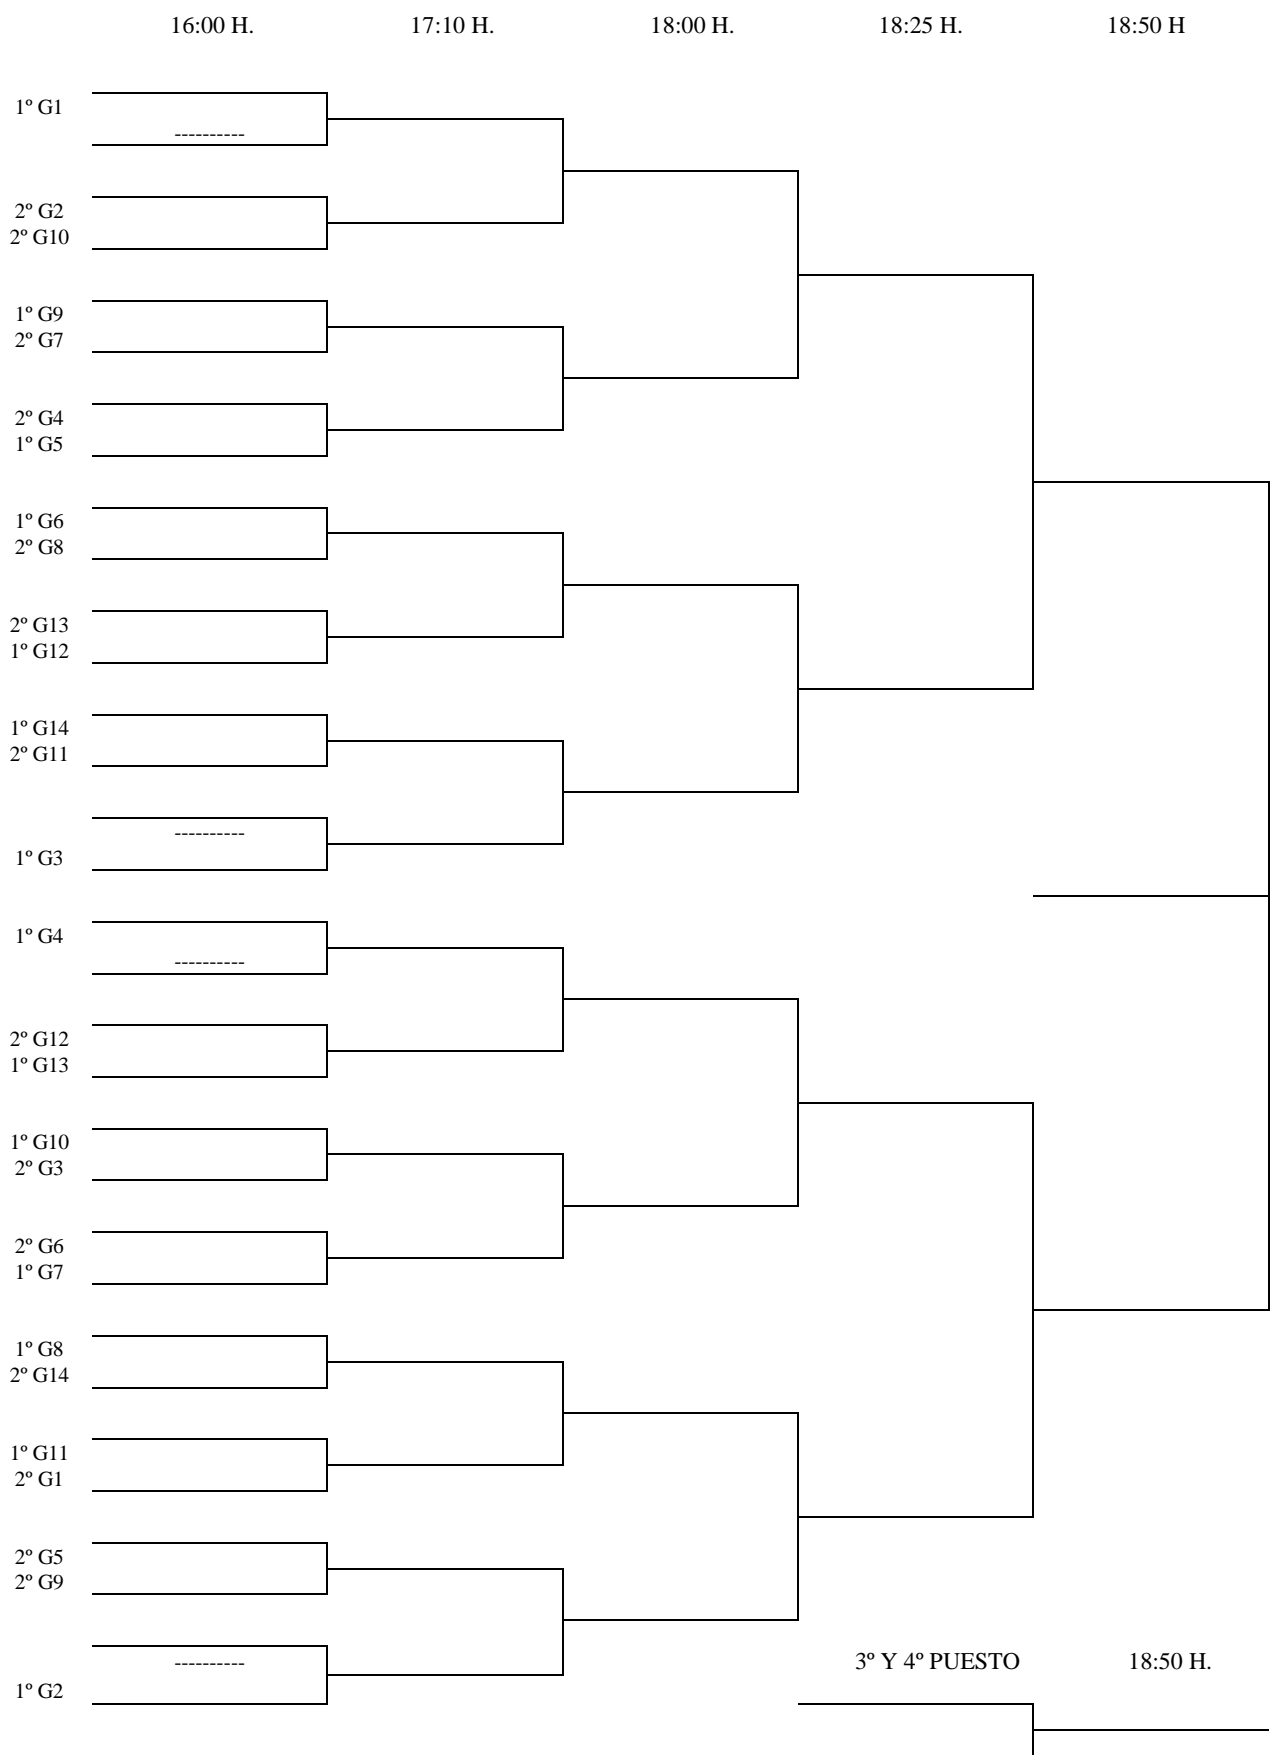 16:00 H. 17:10 H. 18:00 H. 18:25 H. 18:50 H
1º G1
----------
2º G2
2º G10
1º G9
2º G7
2º G4
1º G5
1º G6
2º G8
2º G13
1º G12
1º G14
2º G11
----------
1º G3
1º G4
----------
2º G12
1º G13
1º G10
2º G3
2º G6
1º G7
1º G8
2º G14
1º G11
2º G1
2º G5
2º G9
---------- 3º Y 4º PUESTO 18:50 H.
1º G2